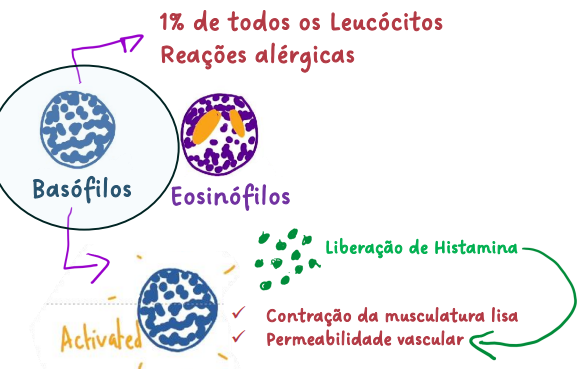 1% de todos os Leucócitos
Reações alérgicas
Basófilos
Eosinófilos
Liberação de Histamina
Activated
✓ Contração da musculatura lisa
✓ Permeabilidade vascular